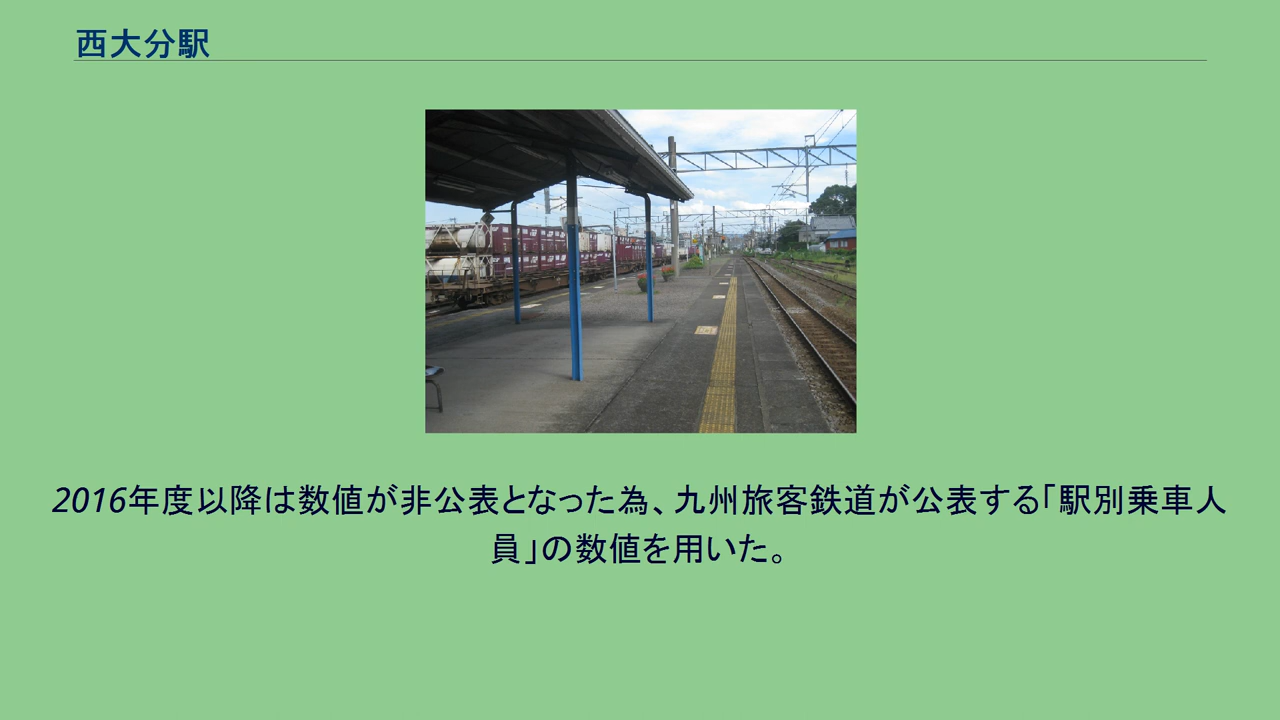 西大分駅
2016年度以降は数値が非公表となった為、九州旅客鉄道が公表する「駅別乗車人
員」の数値を用いた。